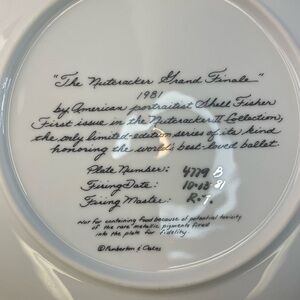 "The Nutcracker Grand Finale"
1981
by American portraitist Shell Fisher
First issue in the Nutcracker II Collection,
the only limited-edition series of its kind
honoring the world's best-loved ballet.
Plate Number: 4779 B
Firing Date: 10-13 81
Firing Master: R.T.
Not for containing food because of potential toxicity
of the rare metallic pigments fired
into the plate for fidelity
© Pemberton & Oakes